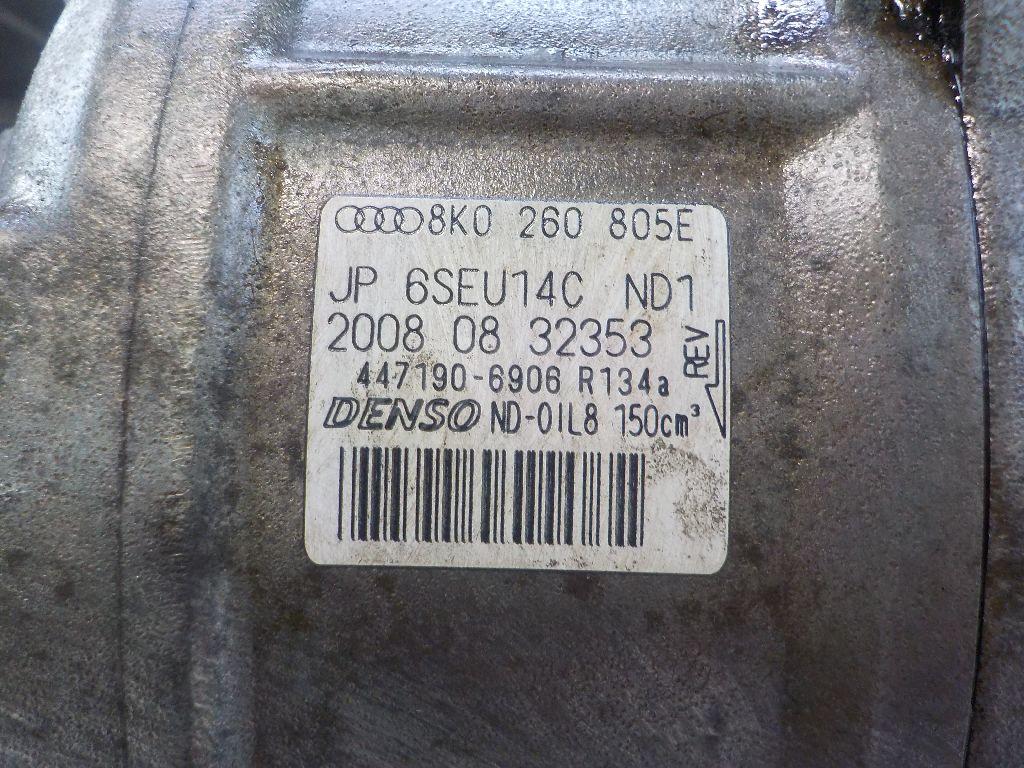 8K0 260 805E
JP 6SEU14C ND1
2008 08 32353
447190-6906 R134a
DENSO ND-OIL8 150cm³
REV